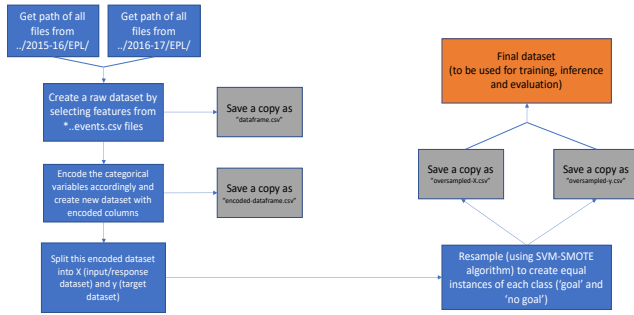 Get path of all
files from
../2015-16/EPL/
Get path of all
files from
../2016-17/EPL/
Create a raw dataset by
selecting features from
*..events.csv files
Save a copy as
"dataframe.csv"
Encode the categorical
variables accordingly and
create new dataset with
encoded columns
Save a copy as
"encoded-dataframe.csv"
Split this encoded dataset
into X (input/response
dataset) and y (target
dataset)
Resample (using SVM-SMOTE
algorithm) to create equal
instances of each class ('goal' and
'no goal')
Save a copy as
"oversampled-X.csv"
Save a copy as
"oversampled-y.csv"
Final dataset
(to be used for training, inference
and evaluation)